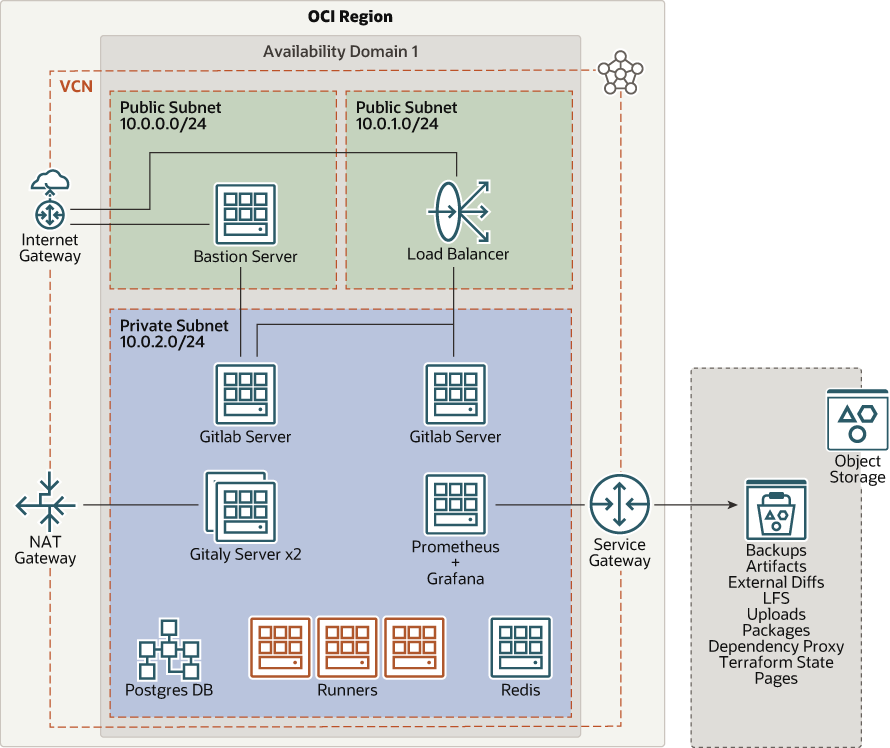 OCI Region
Availability Domain 1
VCN
Public Subnet
10.0.0.0/24
Public Subnet
10.0.1.0/24
Internet
Gateway
Bastion Server
Load Balancer
Private Subnet
10.0.2.0/24
Gitlab Server
Gitlab Server
Object
Storage
NAT
Gateway
Gitaly Server x2
Prometheus
+
Grafana
Service
Gateway
Backups
Artifacts
External Diffs
LFS
Uploads
Packages
Dependency Proxy
Terraform State
Pages
Postgres DB
Runners
Redis